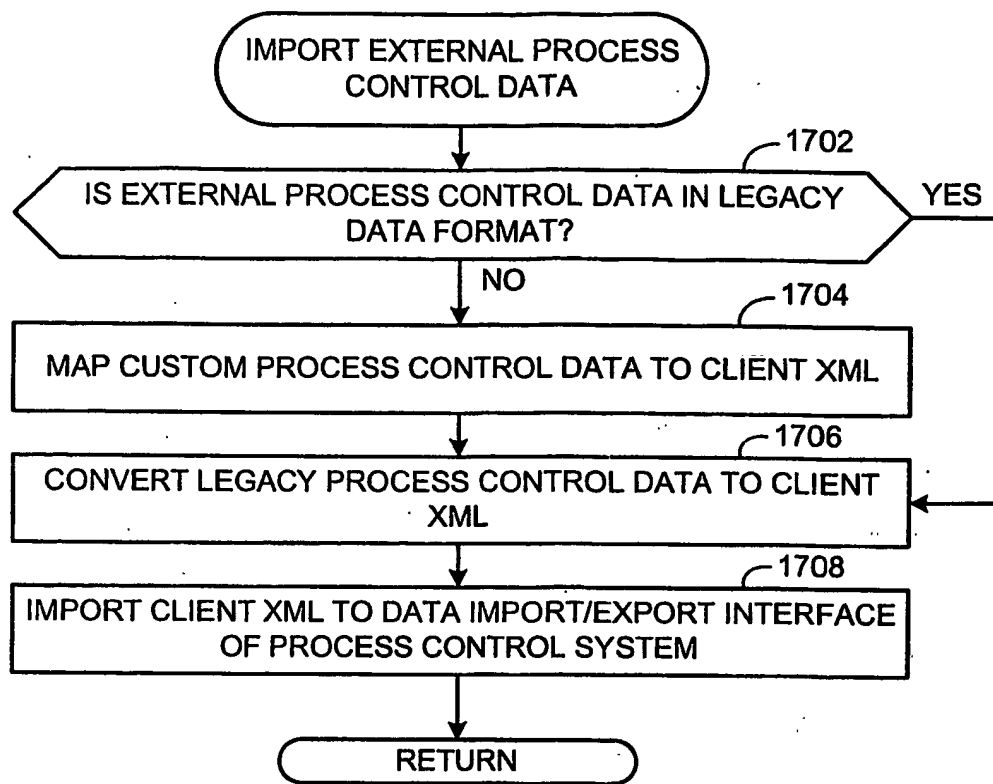 IMPORT EXTERNAL PROCESS
CONTROL DATA
1702
IS EXTERNAL PROCESS CONTROL DATA IN LEGACY
DATA FORMAT?
YES
NO
1704
MAP CUSTOM PROCESS CONTROL DATA TO CLIENT XML
1706
CONVERT LEGACY PROCESS CONTROL DATA TO CLIENT
XML
1708
IMPORT CLIENT XML TO DATA IMPORT/EXPORT INTERFACE
OF PROCESS CONTROL SYSTEM
RETURN